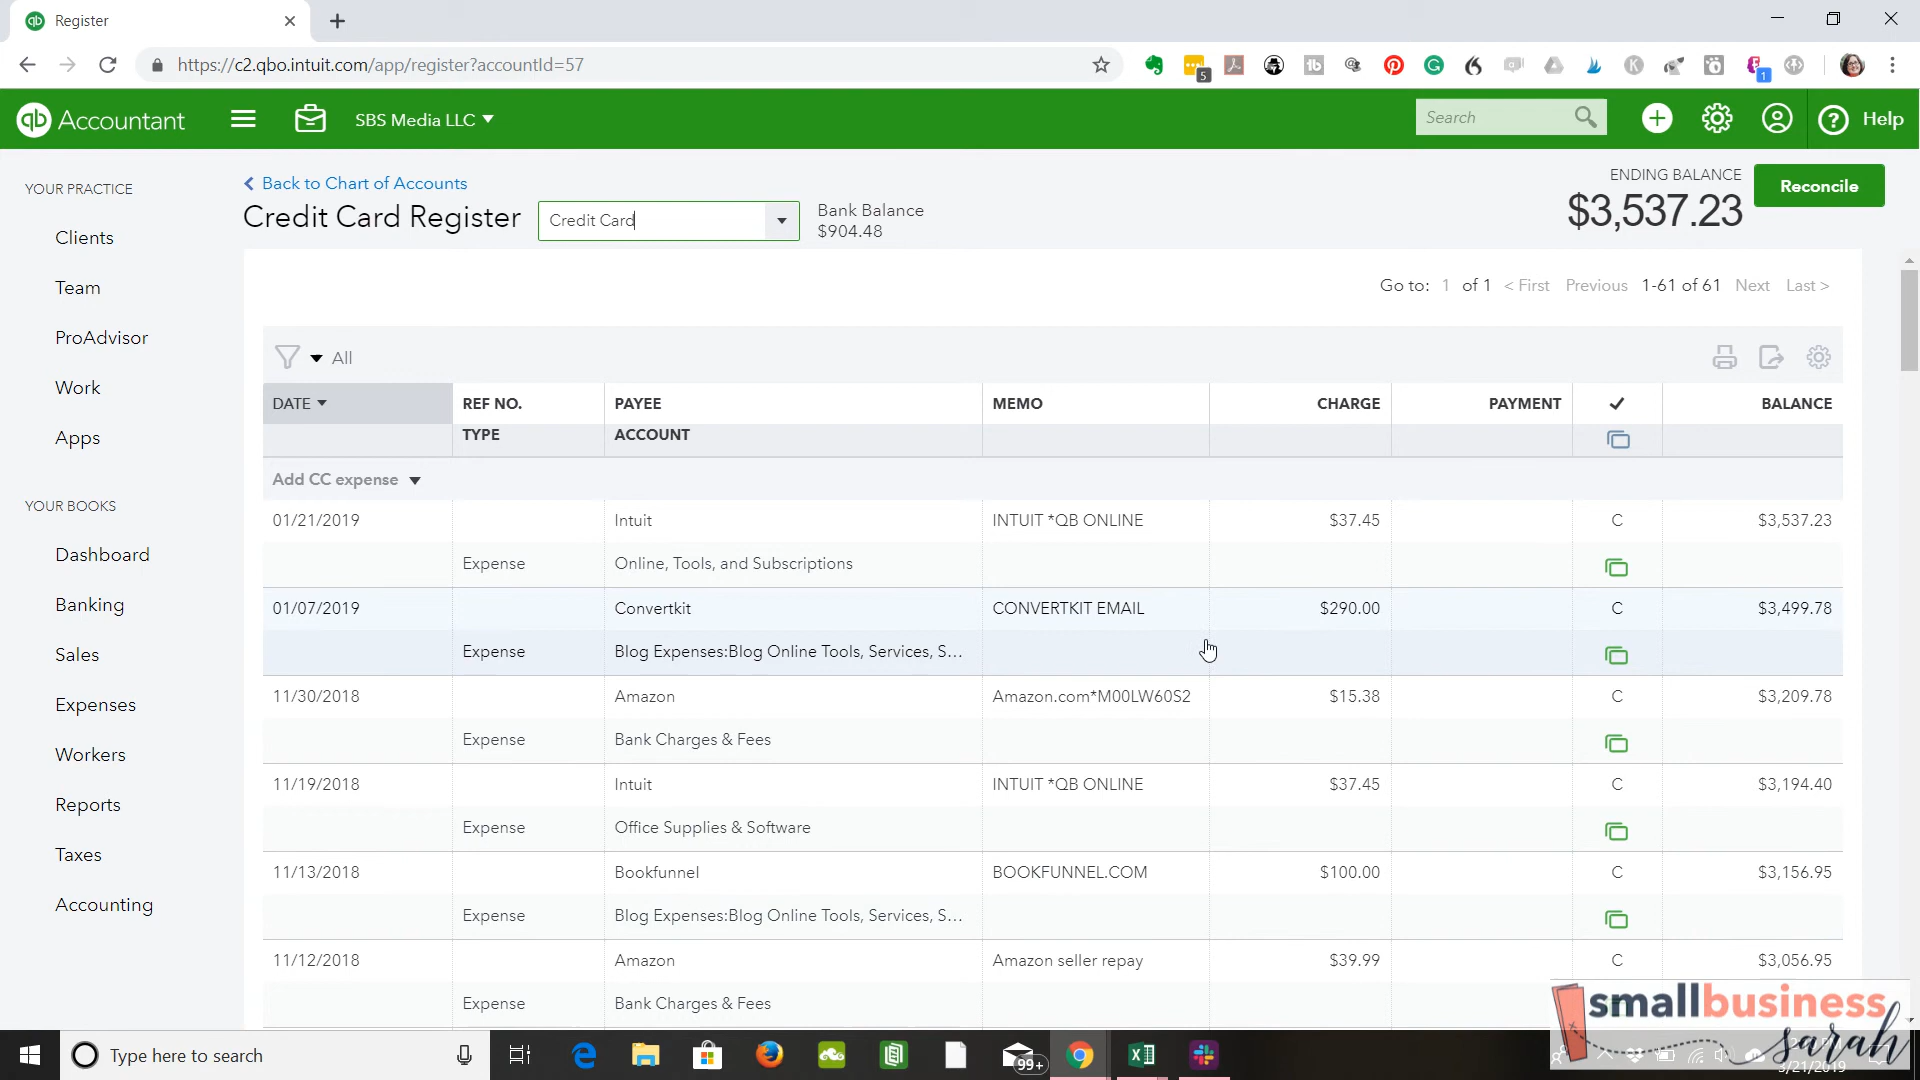 Register
https://c2.qbo.intuit.com/app/register?accountId=57
5
1
qb Accountant
SBS Media LLC
Search
Help
YOUR PRACTICE
Clients
Team
ProAdvisor
Work
Apps
YOUR BOOKS
Dashboard
Banking
Sales
Expenses
Workers
Reports
Taxes
Accounting
Back to Chart of Accounts
Credit Card Register
Credit Card
Bank Balance
$904.48
ENDING BALANCE
$3,537.23
Reconcile
Go to: 1 of 1 < First Previous 1-61 of 61 Next Last >
All
DATE REF NO. PAYEE MEMO CHARGE PAYMENT ✓ BALANCE
TYPE ACCOUNT
Add CC expense
01/21/2019 Intuit INTUIT *QB ONLINE $37.45 C $3,537.23
Expense Online, Tools, and Subscriptions
01/07/2019 Convertkit CONVERTKIT EMAIL $290.00 C $3,499.78
Expense Blog Expenses:Blog Online Tools, Services, S...
11/30/2018 Amazon Amazon.com*M00LW60S2 $15.38 C $3,209.78
Expense Bank Charges & Fees
11/19/2018 Intuit INTUIT *QB ONLINE $37.45 C $3,194.40
Expense Office Supplies & Software
11/13/2018 Bookfunnel BOOKFUNNEL.COM $100.00 C $3,156.95
Expense Blog Expenses:Blog Online Tools, Services, S...
11/12/2018 Amazon Amazon seller repay $39.99 C $3,056.95
Expense Bank Charges & Fees
smallbusiness
sarah
Type here to search
99+
3/21/2019